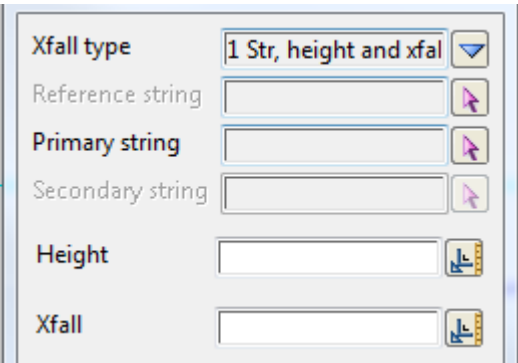 Xfall type 1 Str, height and xfal
Reference string
Primary string
Secondary string
Height
Xfall